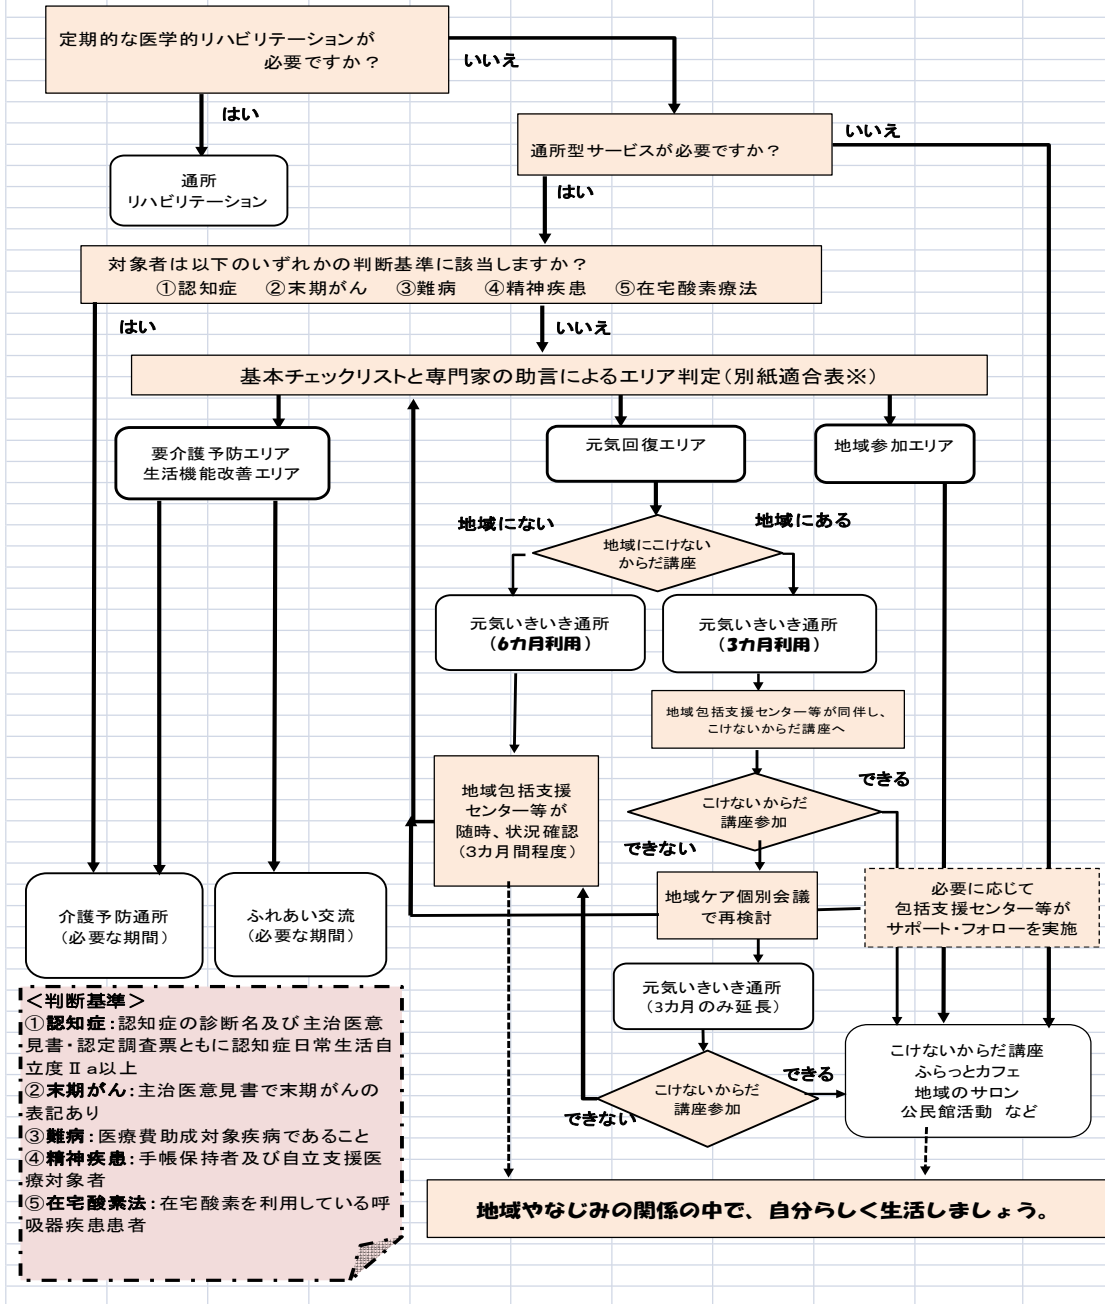 定期的な医学的リハビリテーションが
必要ですか？
いいえ
はい
通所型サービスが必要ですか？
いいえ
通所
リハビリテーション
はい
対象者は以下のいずれかの判断基準に該当しますか？
①認知症　②末期がん　③難病　④精神疾患　⑤在宅酸素療法
はい
いいえ
基本チェックリストと専門家の助言によるエリア判定（別紙適合表※）
要介護予防エリア
生活機能改善エリア
元気回復エリア
地域参加エリア
地域にない
地域にある
地域にこけない
からだ講座
元気いきいき通所
（6カ月利用）
元気いきいき通所
（3カ月利用）
地域包括支援センター等が同伴し、
こけないからだ講座へ
地域包括支援
センター等が
随時、状況確認
（3カ月間程度）
こけないからだ
講座参加
できる
できない
介護予防通所
（必要な期間）
ふれあい交流
（必要な期間）
地域ケア個別会議
で再検討
必要に応じて
包括支援センター等が
サポート・フォローを実施
元気いきいき通所
（3カ月のみ延長）
こけないからだ
講座参加
できる
できない
こけないからだ講座
ふらっとカフェ
地域のサロン
公民館活動　など
＜判断基準＞
①認知症：認知症の診断名及び主治医意
見書・認定調査票ともに認知症日常生活自
立度Ⅱa以上
②末期がん：主治医意見書で末期がんの
表記あり
③難病：医療費助成対象疾病であること
④精神疾患：手帳保持者及び自立支援医
療対象者
⑤在宅酸素法：在宅酸素を利用している呼
吸器疾患患者
地域やなじみの関係の中で、自分らしく生活しましょう。